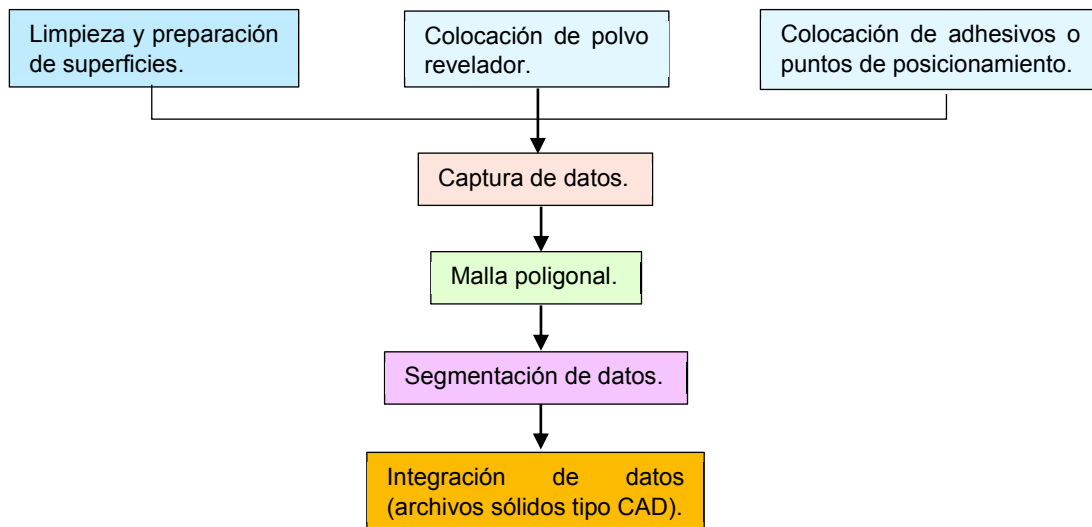 Limpieza y preparación
de superficies.
Colocación de polvo
revelador.
Colocación de adhesivos o
puntos de posicionamiento.
Captura de datos.
Malla poligonal.
Segmentación de datos.
Integración de datos
(archivos sólidos tipo CAD).